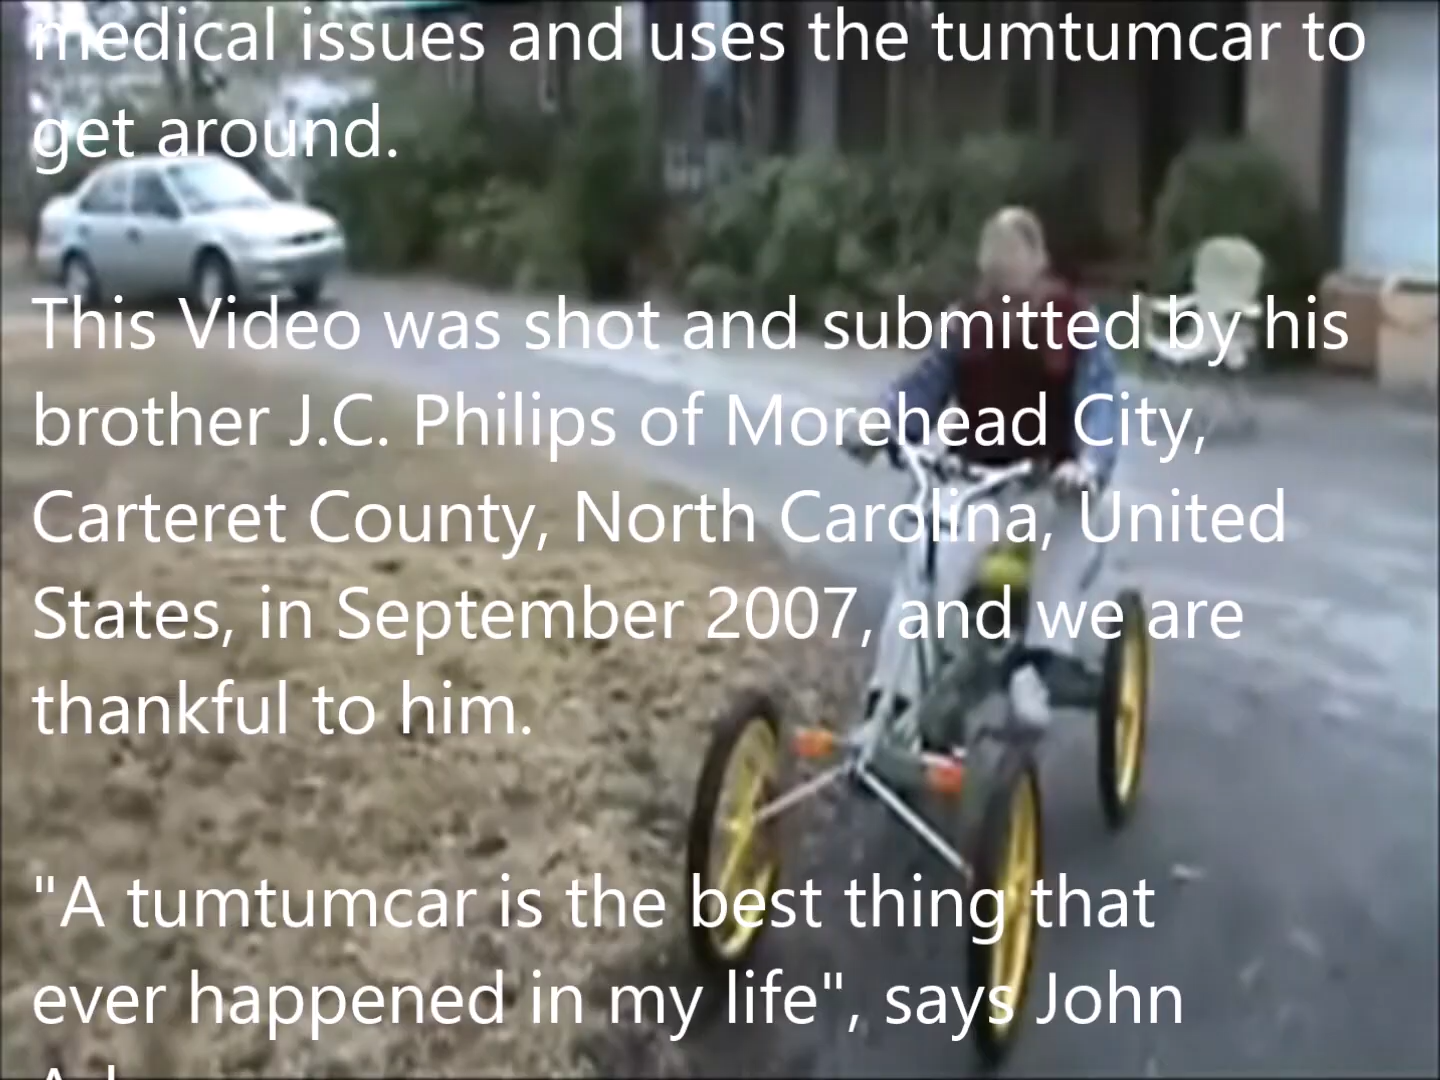 medical issues and uses the tumtumcar to
get around.
This Video was shot and submitted by his
brother J.C. Philips of Morehead City,
Carteret County, North Carolina, United
States, in September 2007, and we are
thankful to him.
"A tumtumcar is the best thing that
ever happened in my life", says John